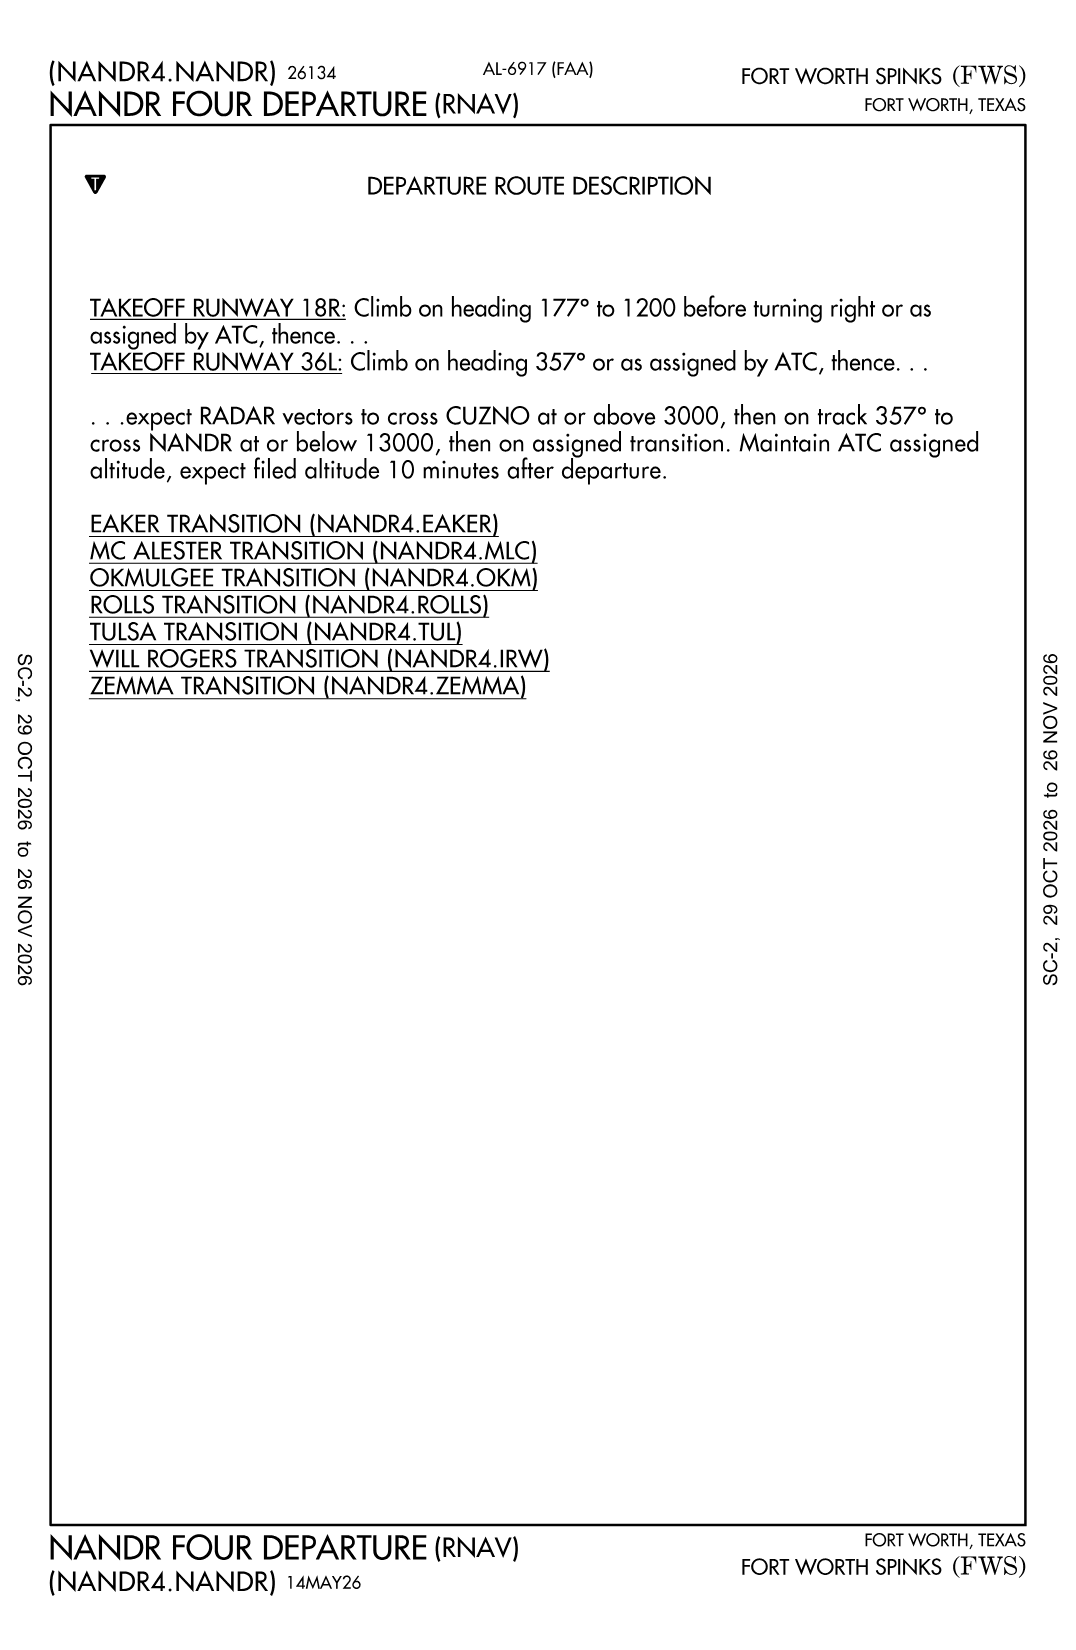 (NANDR4.NANDR) 26134
AL-6917 (FAA)
FORT WORTH SPINKS (FWS)
NANDR FOUR DEPARTURE (RNAV)
FORT WORTH, TEXAS
T
DEPARTURE ROUTE DESCRIPTION
TAKEOFF RUNWAY 18R: Climb on heading 177° to 1200 before turning right or as
assigned by ATC, thence. . .
TAKEOFF RUNWAY 36L: Climb on heading 357° or as assigned by ATC, thence. . .
. . .expect RADAR vectors to cross CUZNO at or above 3000, then on track 357° to
cross NANDR at or below 13000, then on assigned transition. Maintain ATC assigned
altitude, expect filed altitude 10 minutes after departure.
EAKER TRANSITION (NANDR4.EAKER)
MC ALESTER TRANSITION (NANDR4.MLC)
OKMULGEE TRANSITION (NANDR4.OKM)
ROLLS TRANSITION (NANDR4.ROLLS)
TULSA TRANSITION (NANDR4.TUL)
WILL ROGERS TRANSITION (NANDR4.IRW)
ZEMMA TRANSITION (NANDR4.ZEMMA)
SC-2, 29 OCT 2026 to 26 NOV 2026
SC-2, 29 OCT 2026 to 26 NOV 2026
NANDR FOUR DEPARTURE (RNAV)
FORT WORTH, TEXAS
(NANDR4.NANDR) 14MAY26
FORT WORTH SPINKS (FWS)